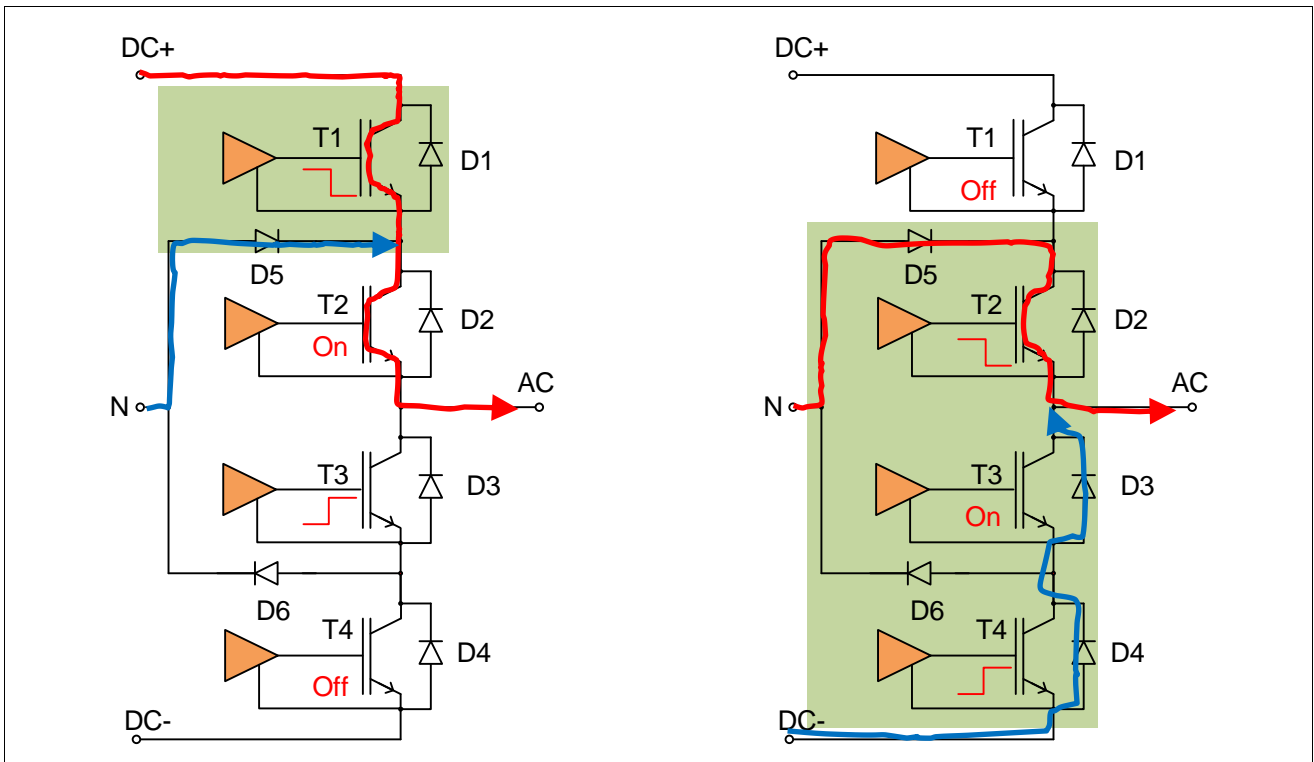 DC+
T1
D1
D5
T2
On
D2
N
AC
T3
D3
D6
T4
Off
D4
DC-
DC+
T1
Off
D1
D5
T2
D2
N
AC
T3
On
D3
D6
T4
D4
DC-